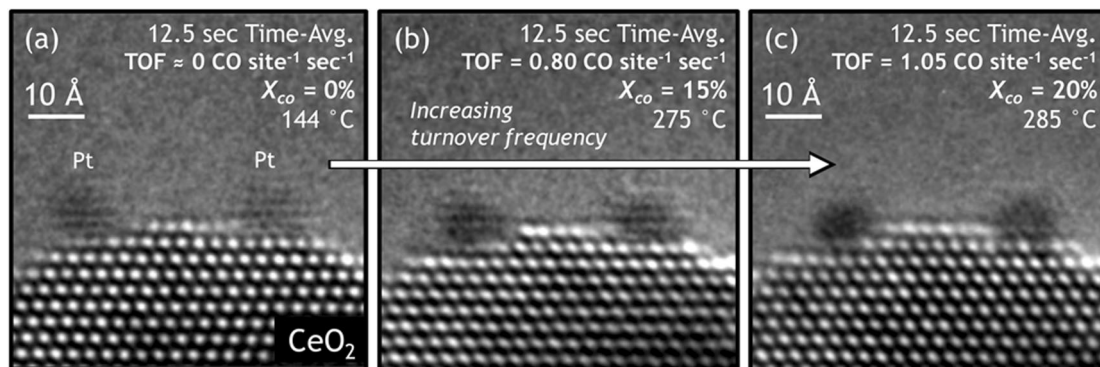 (a)
12.5 sec Time-Avg.
TOF ≈ 0 CO site⁻¹ sec⁻¹
X_co = 0%
144 °C
10 Å
Pt
Pt
CeO₂
(b)
12.5 sec Time-Avg.
TOF = 0.80 CO site⁻¹ sec⁻¹
X_co = 15%
275 °C
Increasing
turnover frequency
(c)
12.5 sec Time-Avg.
TOF = 1.05 CO site⁻¹ sec⁻¹
X_co = 20%
285 °C
10 Å